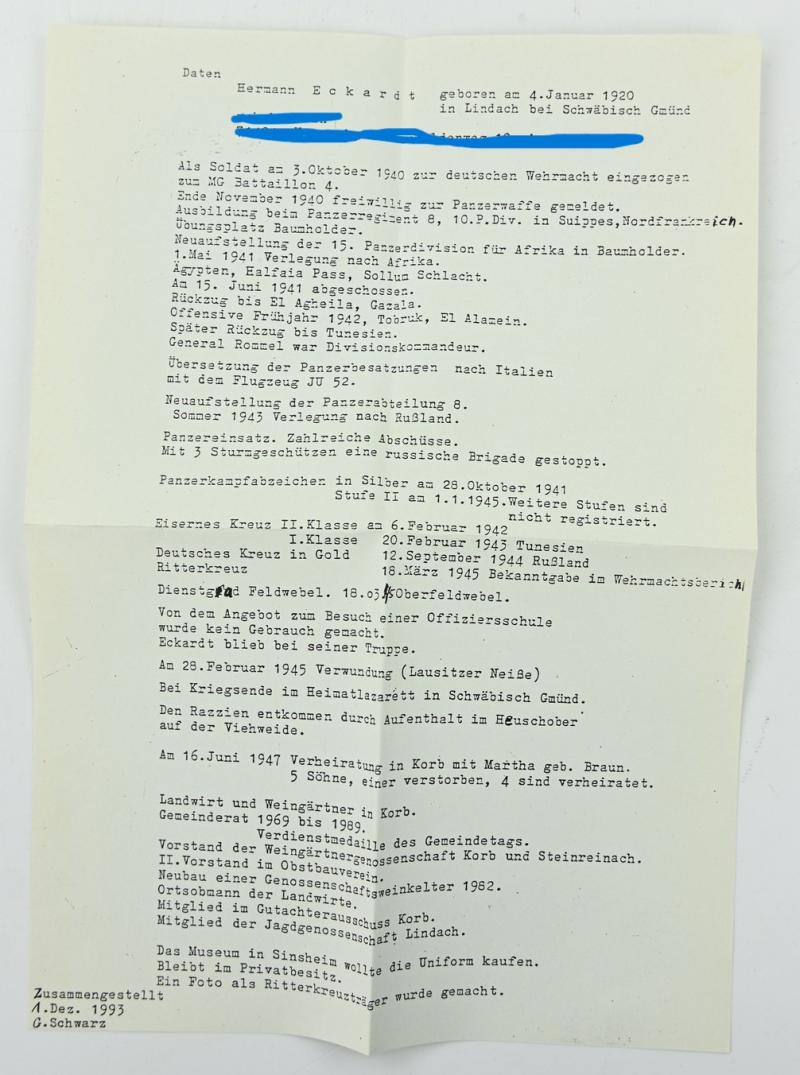 Daten
Hermann Eckardt geboren am 4.Januar 1920
in Lindach bei Schwäbisch Gmünd
Als Soldat am 3.Oktober 1940 zur deutschen Wehrmacht eingezogen
zum MG Battaillon 4.
Ende November 1940 freiwillig zur Panzerwaffe gemeldet.
Ausbildung beim Panzerregiment 8, 10.P.Div. in Suippes,Nordfrankreich.
Übungsplatz Baumholder.
Neuaufstellung der 15. Panzerdivision für Afrika in Baumholder.
1.Mai 1941 Verlegung nach Afrika.
Ägypten, Halfaia Pass, Sollum Schlacht.
Am 15. Juni 1941 abgeschossen.
Rückzug bis El Agheila, Gazala.
Offensive Frühjahr 1942, Tobruk, El Alamein.
Später Rückzug bis Tunesien.
General Rommel war Divisionskommandeur.
Übersetzung der Panzerbesatzungen nach Italien
mit dem Flugzeug JU 52.
Neuaufstellung der Panzerabteilung 8.
Sommer 1943 Verlegung nach Rußland.
Panzereinsatz. Zahlreiche Abschüsse.
Mit 3 Sturmgeschützen eine russische Brigade gestoppt.
Panzerkampfabzeichen in Silber am 28.Oktober 1941
Stufe II am 1.1.1945.Weitere Stufen sind
nicht registriert.
Eisernes Kreuz II.Klasse am 6.Februar 1942
I.Klasse 20.Februar 1943 Tunesien
Deutsches Kreuz in Gold 12.September 1944 Rußland
Ritterkreuz 18.März 1945 Bekanntgabe im Wehrmachtsbericht
Dienstgrad Feldwebel. 18.03 Oberfeldwebel.
Von dem Angebot zum Besuch einer Offiziersschule
wurde kein Gebrauch gemacht.
Eckardt blieb bei seiner Truppe.
Am 28.Februar 1945 Verwundung (Lausitzer Neiße)
Bei Kriegsende im Heimatlazarett in Schwäbisch Gmünd.
Den Razzien entkommen durch Aufenthalt im Heuschober
auf der Viehweide.
Am 16.Juni 1947 Verheiratung in Korb mit Martha geb. Braun.
5 Söhne, einer verstorben, 4 sind verheiratet.
Landwirt und Weingärtner in Korb.
Gemeinderat 1969 bis 1989.
Verdienstmedaille des Gemeindetags.
Vorstand der Weingärtnergenossenschaft Korb und Steinreinach.
II.Vorstand im Obstbauverein.
Neubau einer Genossenschaftsweinkelter 1982.
Ortsobmann der Landwirte.
Mitglied im Gutachterausschuss Korb.
Mitglied der Jagdgenossenschaft Lindach.
Das Museum in Sinsheim wollte die Uniform kaufen.
Bleibt im Privatbesitz.
Ein Foto als Ritterkreuzträger wurde gemacht.
Zusammengestellt
1.Dez. 1993
G.Schwarz